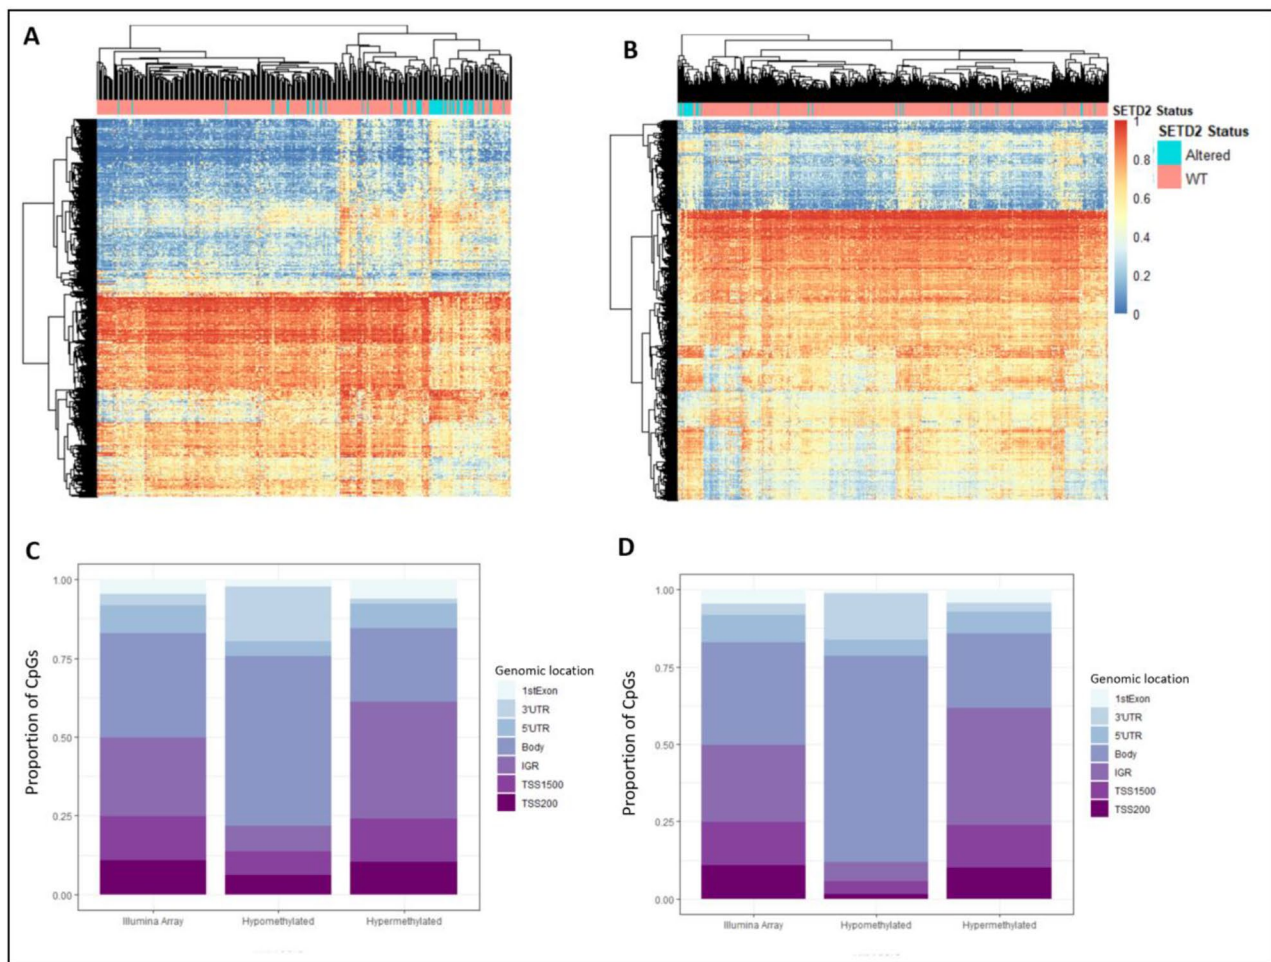 A
B
SETD2 Status
1
0.8
0.6
0.4
0.2
0
SETD2 Status
Altered
WT
C
Proportion of CpGs
1.00
0.75
0.50
0.25
0.00
Illumina Array
Hypomethylated
Hypermethylated
Genomic location
1stExon
3'UTR
5'UTR
Body
IGR
TSS1500
TSS200
D
Proportion of CpGs
1.00
0.75
0.50
0.25
0.00
Illumina Array
Hypomethylated
Hypermethylated
Genomic location
1stExon
3'UTR
5'UTR
Body
IGR
TSS1500
TSS200